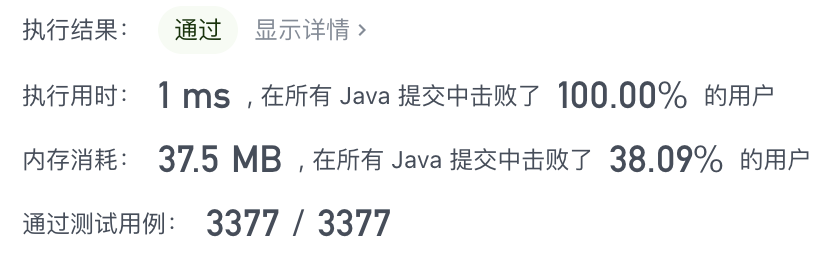 执行结果： 通过 显示详情 >
执行用时： 1 ms , 在所有 Java 提交中击败了 100.00% 的用户
内存消耗： 37.5 MB , 在所有 Java 提交中击败了 38.09% 的用户
通过测试用例： 3377 / 3377